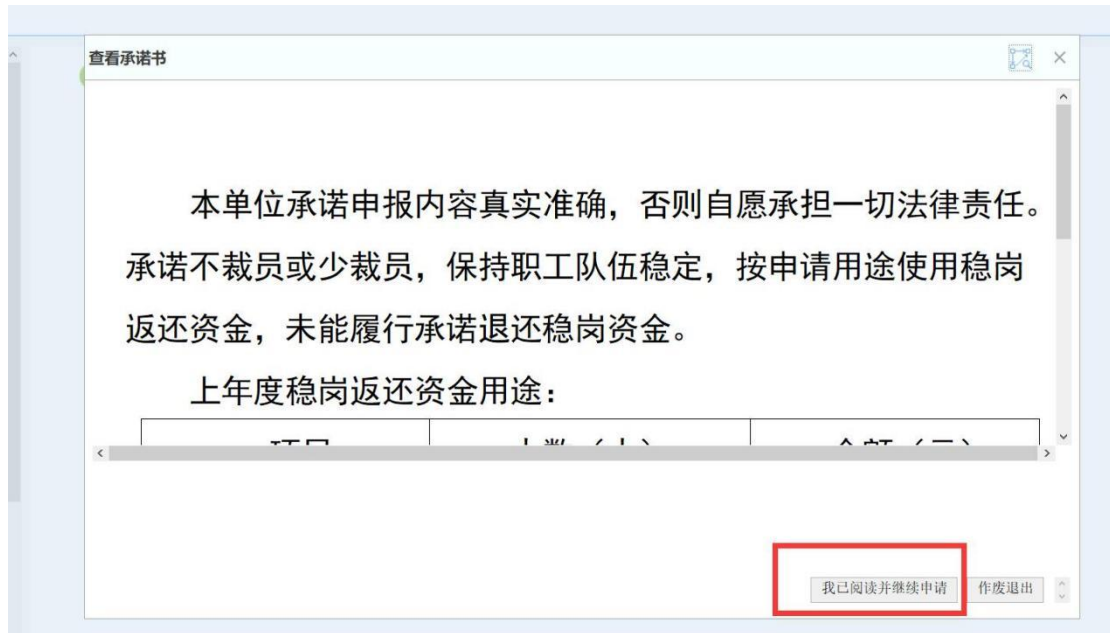 查看承诺书
本单位承诺申报内容真实准确，否则自愿承担一切法律责任。
承诺不裁员或少裁员，保持职工队伍稳定，按申请用途使用稳岗
返还资金，未能履行承诺退还稳岗资金。
上年度稳岗返还资金用途：
我已阅读并继续申请 作废退出